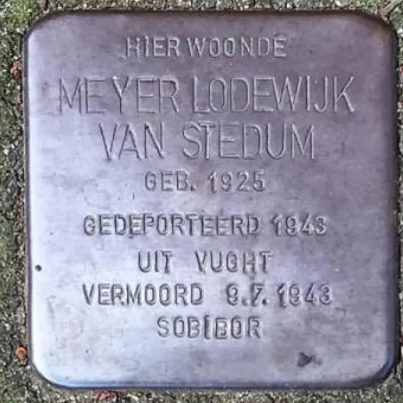 HIER WOONDE
MEYER LODEWIJK
VAN STEDUM
GEB. 1925
GEDEPORTEERD 1943
UIT VUGHT
VERMOORD 9.7.1943
SOBIBOR